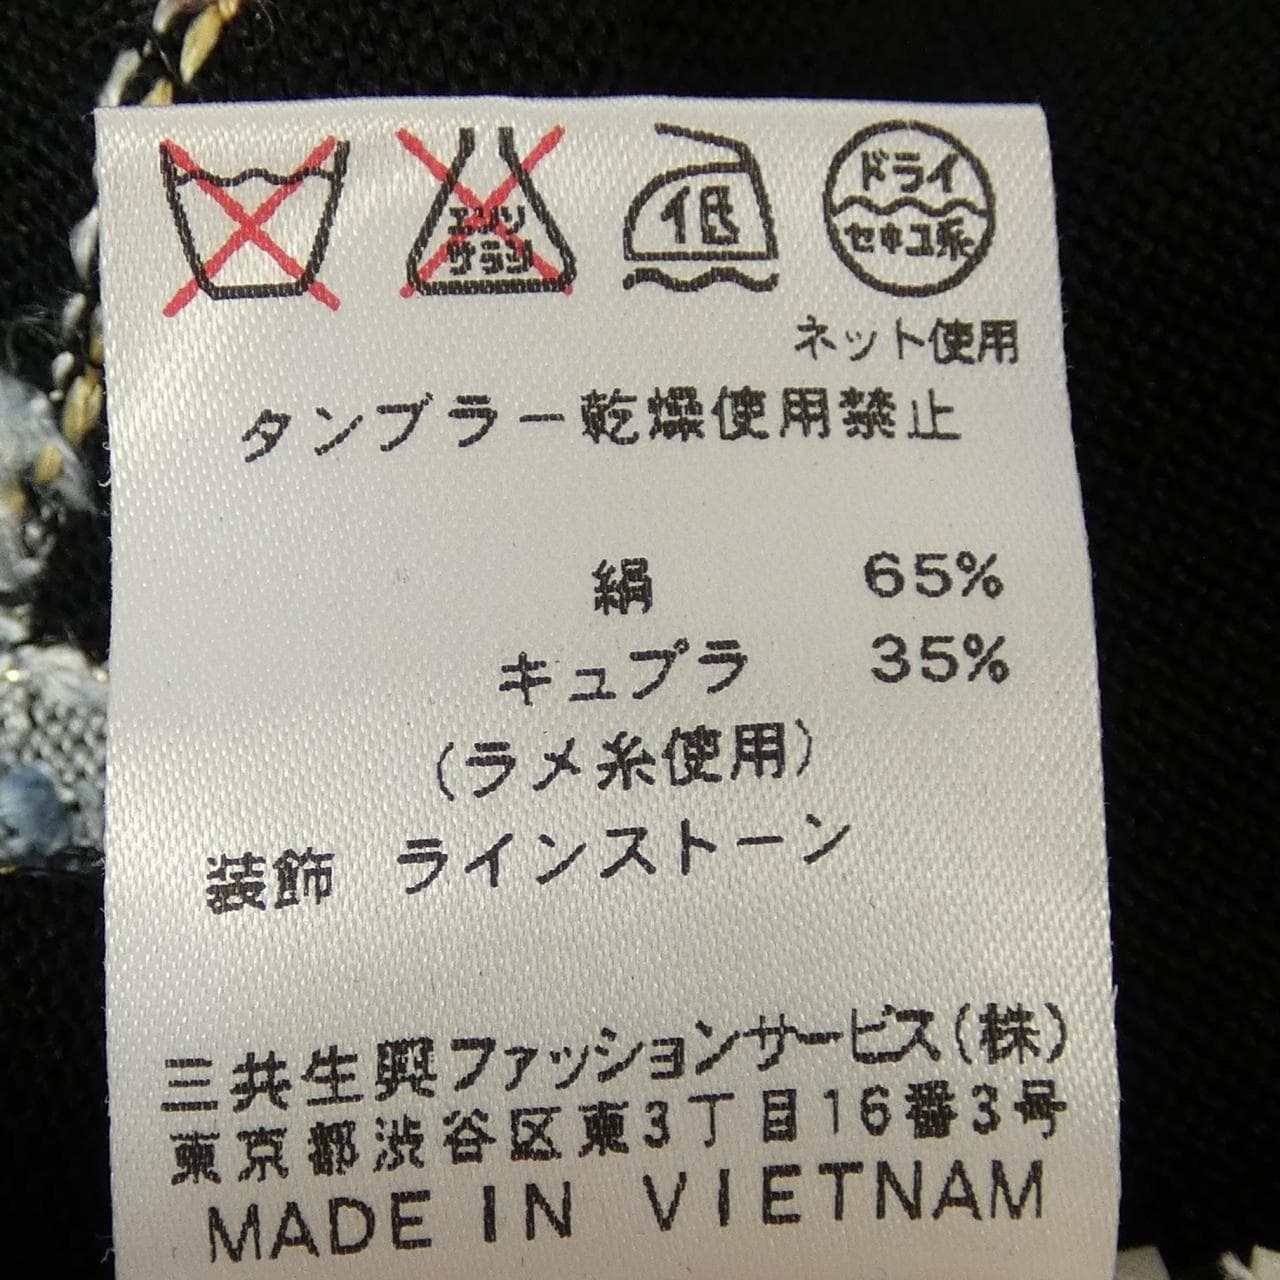 エンソ
サラシ
低
ドライ
セキユ系
ネット使用
タンブラー乾燥使用禁止
絹 65%
キュプラ 35%
(ラメ糸使用)
装飾 ラインストーン
三共生興ファッションサービス(株)
東京都渋谷区東3丁目16番3号
MADE IN VIETNAM